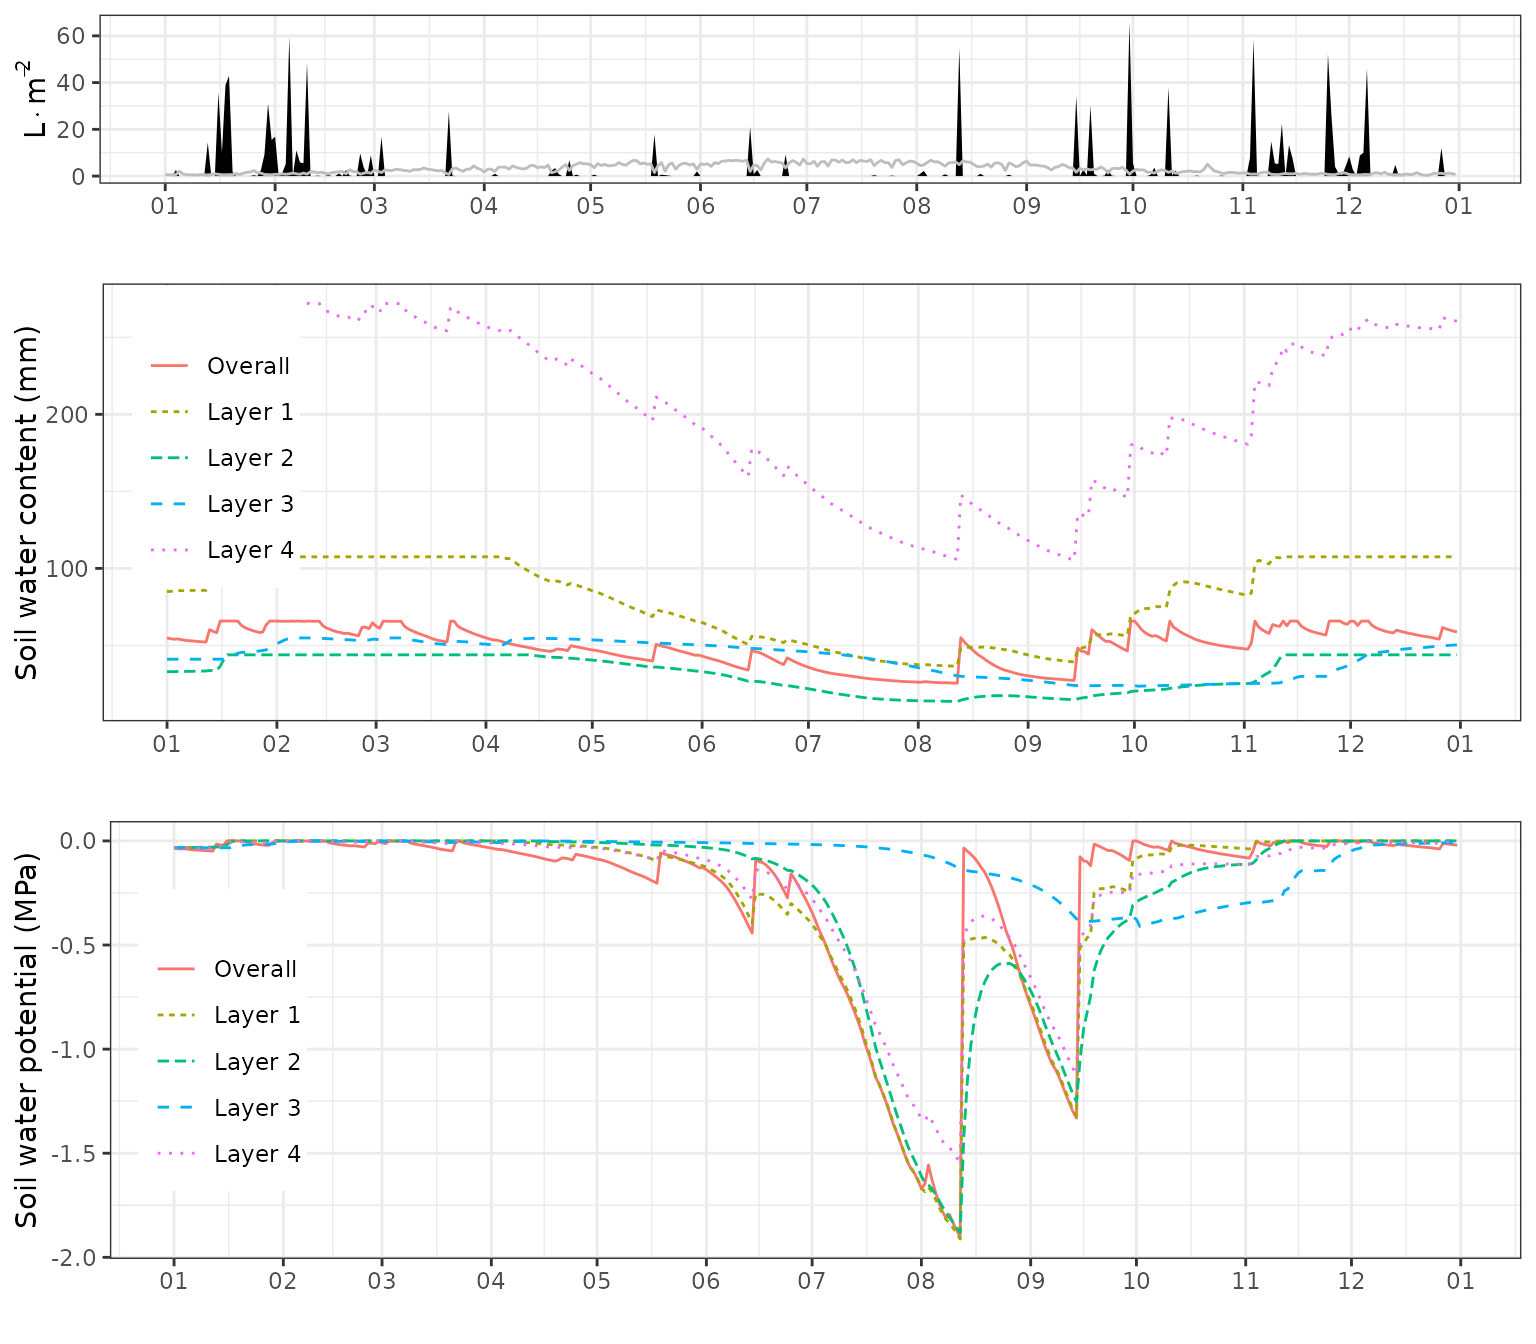 L · m⁻²
60
40
20
0
01 02 03 04 05 06 07 08 09 10 11 12 01
Soil water content (mm)
200
100
Overall
Layer 1
Layer 2
Layer 3
Layer 4
01 02 03 04 05 06 07 08 09 10 11 12 01
Soil water potential (MPa)
0.0
-0.5
-1.0
-1.5
-2.0
Overall
Layer 1
Layer 2
Layer 3
Layer 4
01 02 03 04 05 06 07 08 09 10 11 12 01